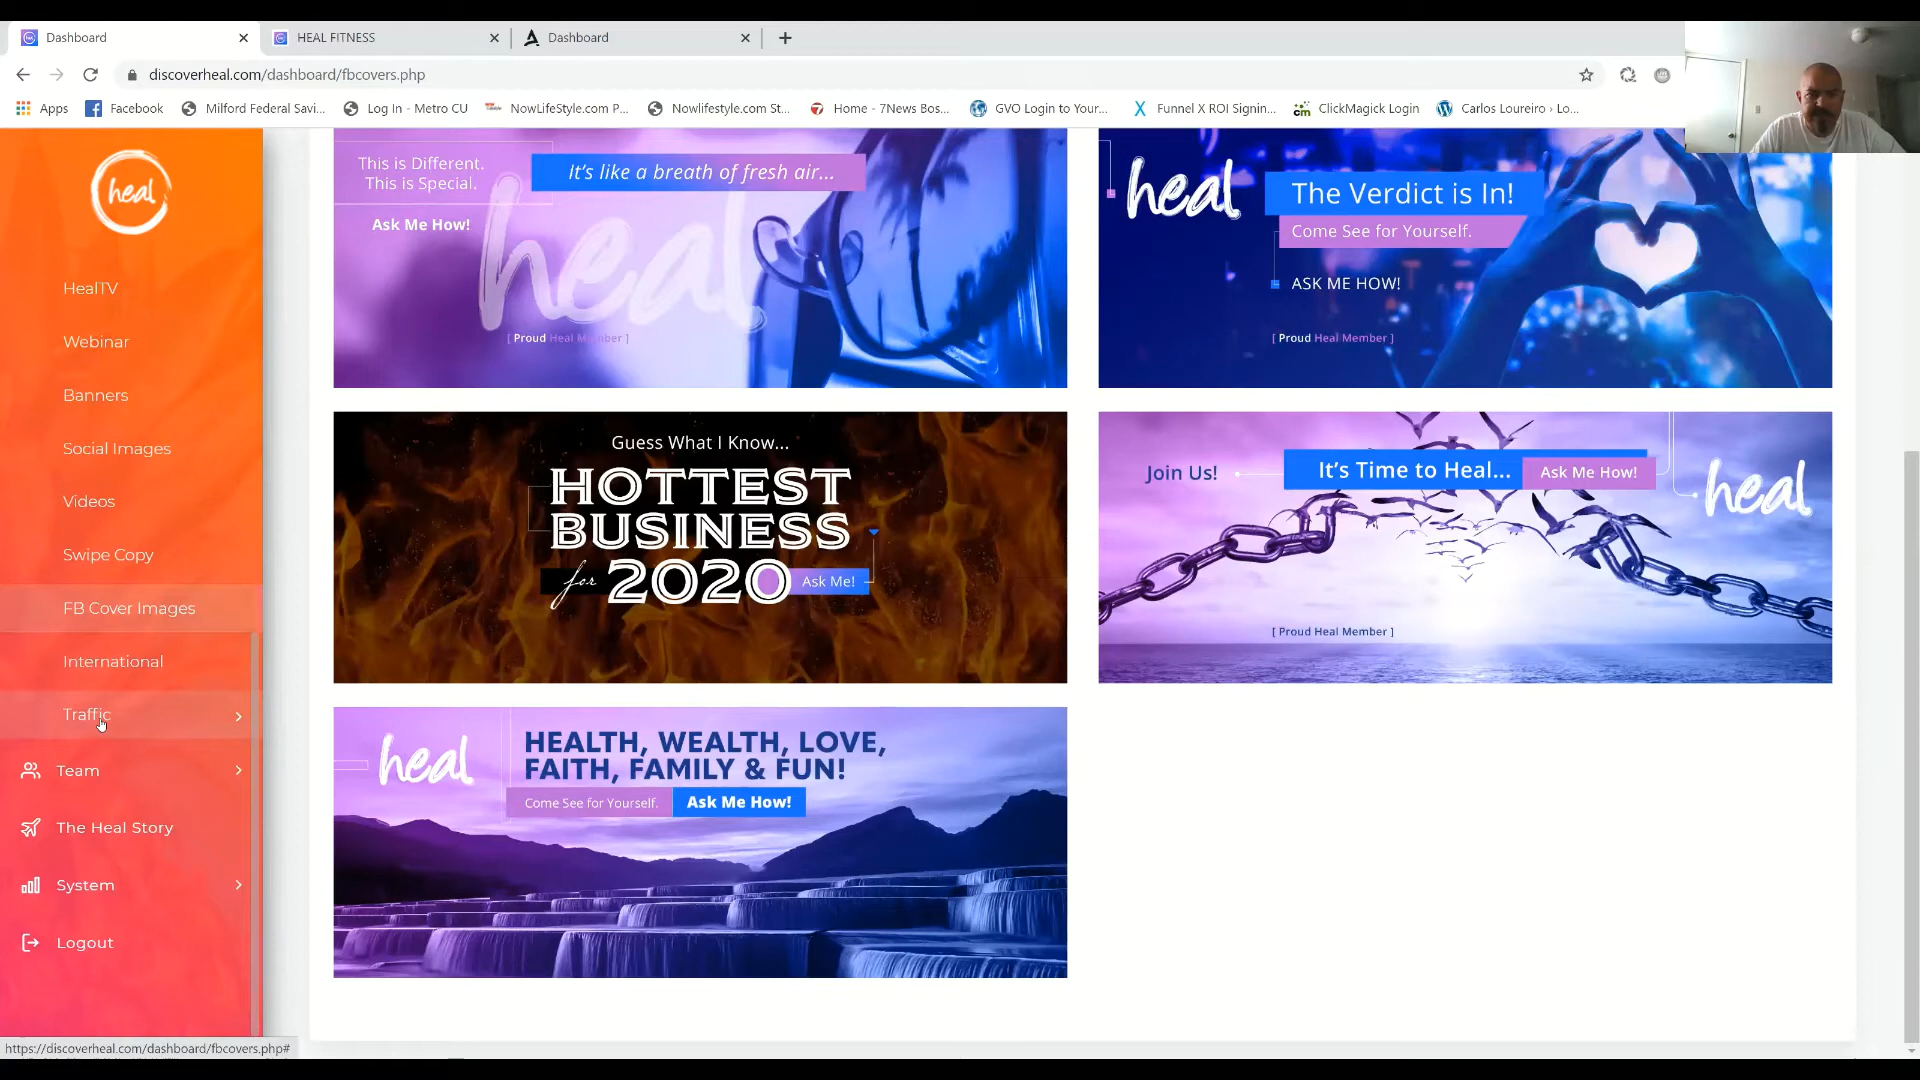 Dashboard
HEAL FITNESS
Dashboard
discoverheal.com/dashboard/fbcovers.php
Apps
Facebook
Milford Federal Savi...
Log In - Metro CU
NowLifeStyle.com P...
Nowlifestyle.com St...
Home - 7News Bos...
GVO Login to Your...
Funnel X ROI Signin...
ClickMagick Login
Carlos Loureiro › Lo...
heal
HealTV
Webinar
Banners
Social Images
Videos
Swipe Copy
FB Cover Images
International
Traffic
Team
The Heal Story
System
Logout
This is Different.
This is Special.
Ask Me How!
It's like a breath of fresh air...
heal
[ Proud Heal Member ]
heal
The Verdict is In!
Come See for Yourself.
ASK ME HOW!
[ Proud Heal Member ]
Guess What I Know...
HOTTEST
BUSINESS
for 2020
Ask Me!
Join Us!
It's Time to Heal...
Ask Me How!
heal
[ Proud Heal Member ]
heal
HEALTH, WEALTH, LOVE,
FAITH, FAMILY & FUN!
Come See for Yourself.
Ask Me How!
https://discoverheal.com/dashboard/fbcovers.php#